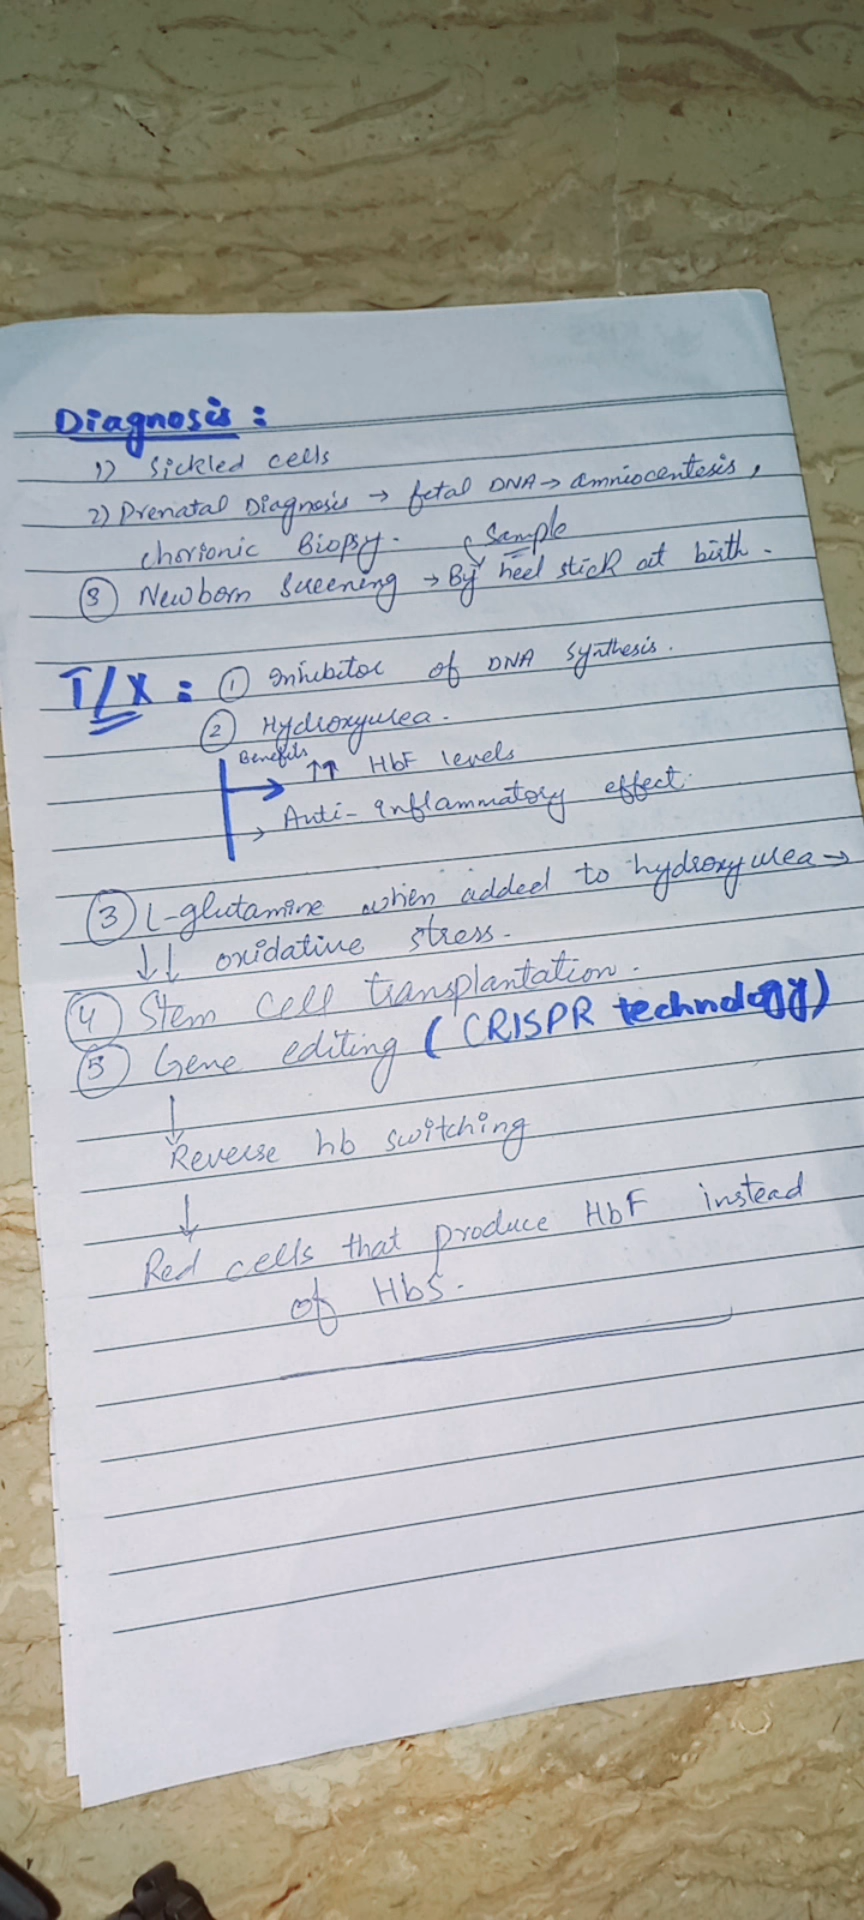 Diagnosis:
1) Sickled cells
2) Prenatal Diagnosis → fetal DNA → amniocentesis,
chorionic Biopsy.
Sample
③ Newborn Screening → By heel stick at birth.
T/X: ① Inhibitor of DNA synthesis.
② Hydroxyurea.
Benefits
→ ↑↑ HbF levels
→ Anti-inflammatory effect.
③ L-glutamine when added to hydroxyurea →
↓↓ oxidative stress.
④ Stem Cell transplantation.
⑤ Gene editing (CRISPR technology)
↓
Reverse hb switching
↓
Red cells that produce HbF instead
of HbS.